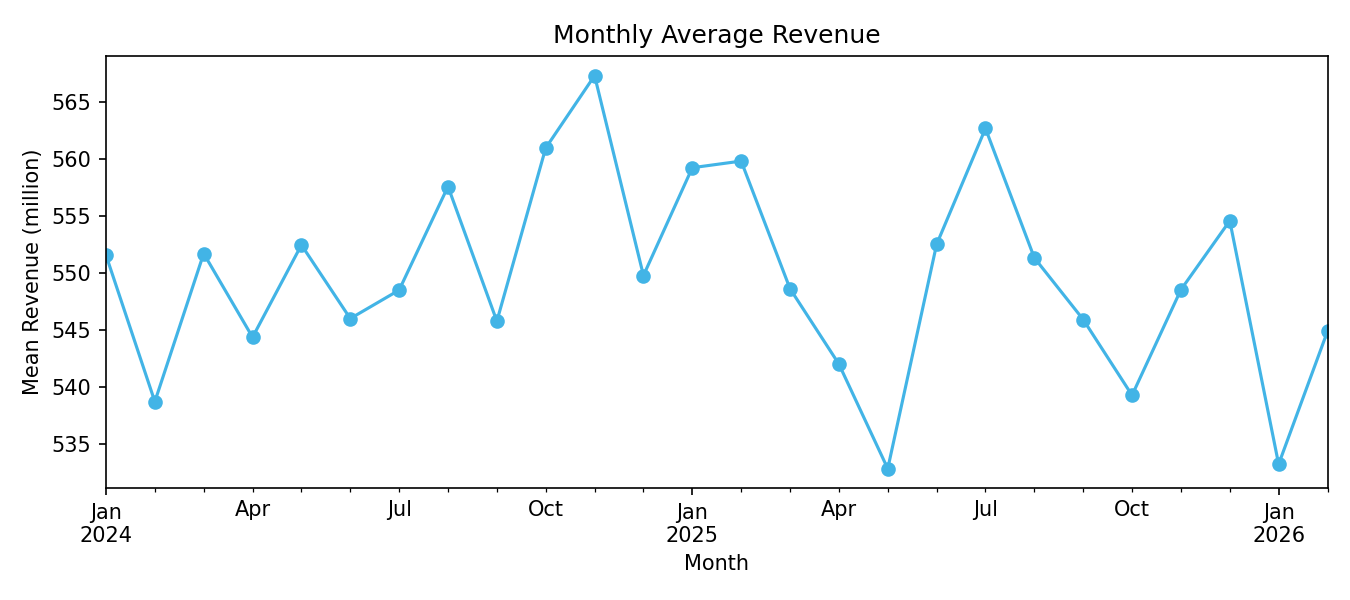 Monthly Average Revenue
Mean Revenue (million)
565
560
555
550
545
540
535
Jan Apr Jul Oct Jan Apr Jul Oct Jan
2024 2025 2026
Month